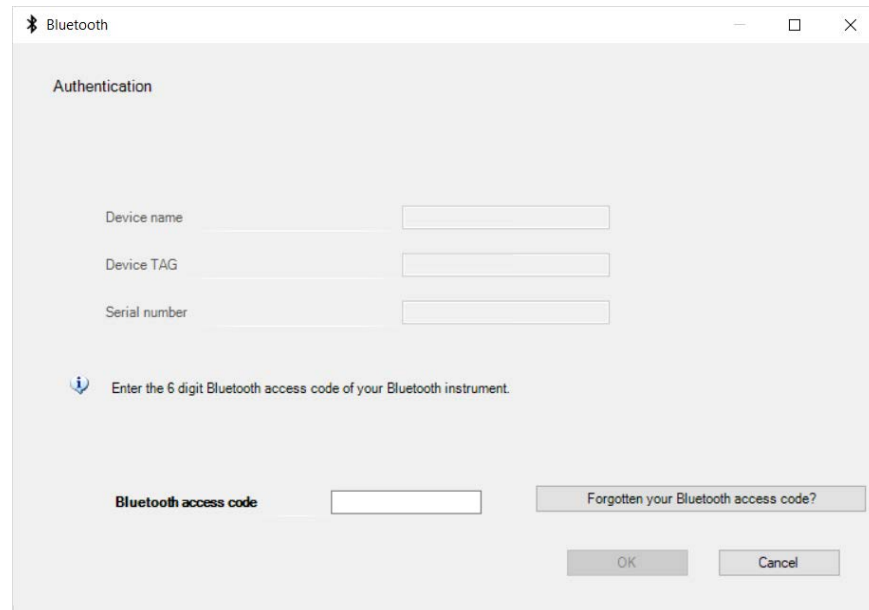 Bluetooth
Authentication
Device name
Device TAG
Serial number
Enter the 6 digit Bluetooth access code of your Bluetooth instrument.
Bluetooth access code
Forgotten your Bluetooth access code?
OK
Cancel